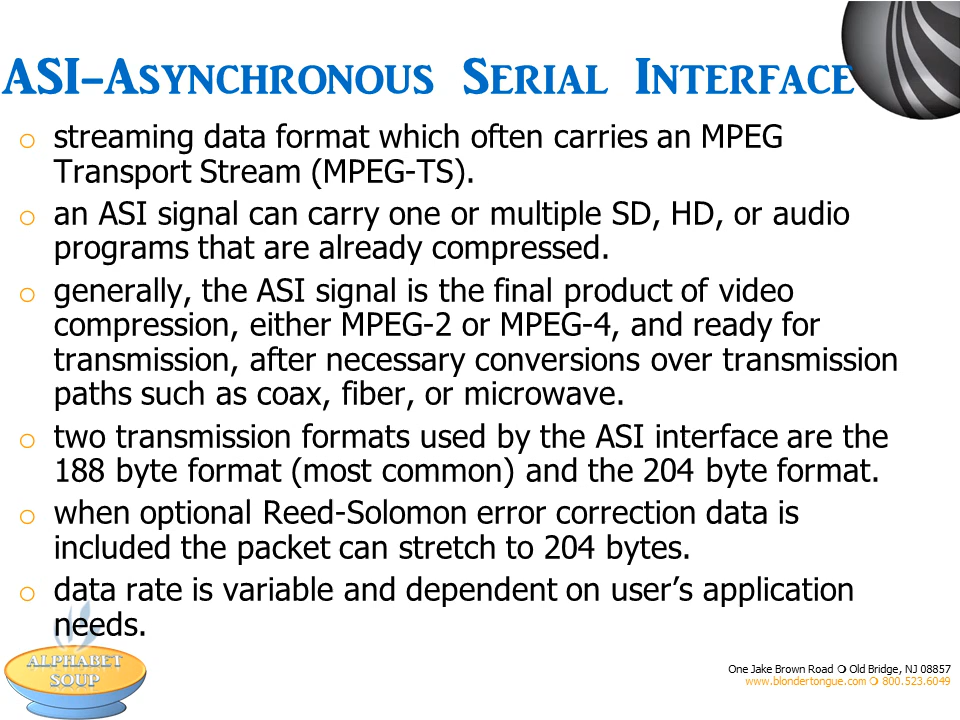 ASI-Asynchronous Serial Interface
o streaming data format which often carries an MPEG
Transport Stream (MPEG-TS).
o an ASI signal can carry one or multiple SD, HD, or audio
programs that are already compressed.
o generally, the ASI signal is the final product of video
compression, either MPEG-2 or MPEG-4, and ready for
transmission, after necessary conversions over transmission
paths such as coax, fiber, or microwave.
o two transmission formats used by the ASI interface are the
188 byte format (most common) and the 204 byte format.
o when optional Reed-Solomon error correction data is
included the packet can stretch to 204 bytes.
o data rate is variable and dependent on user’s application
needs.
ALPHABET
SOUP
One Jake Brown Road ❍ Old Bridge, NJ 08857
www.blondertongue.com ❍ 800.523.6049